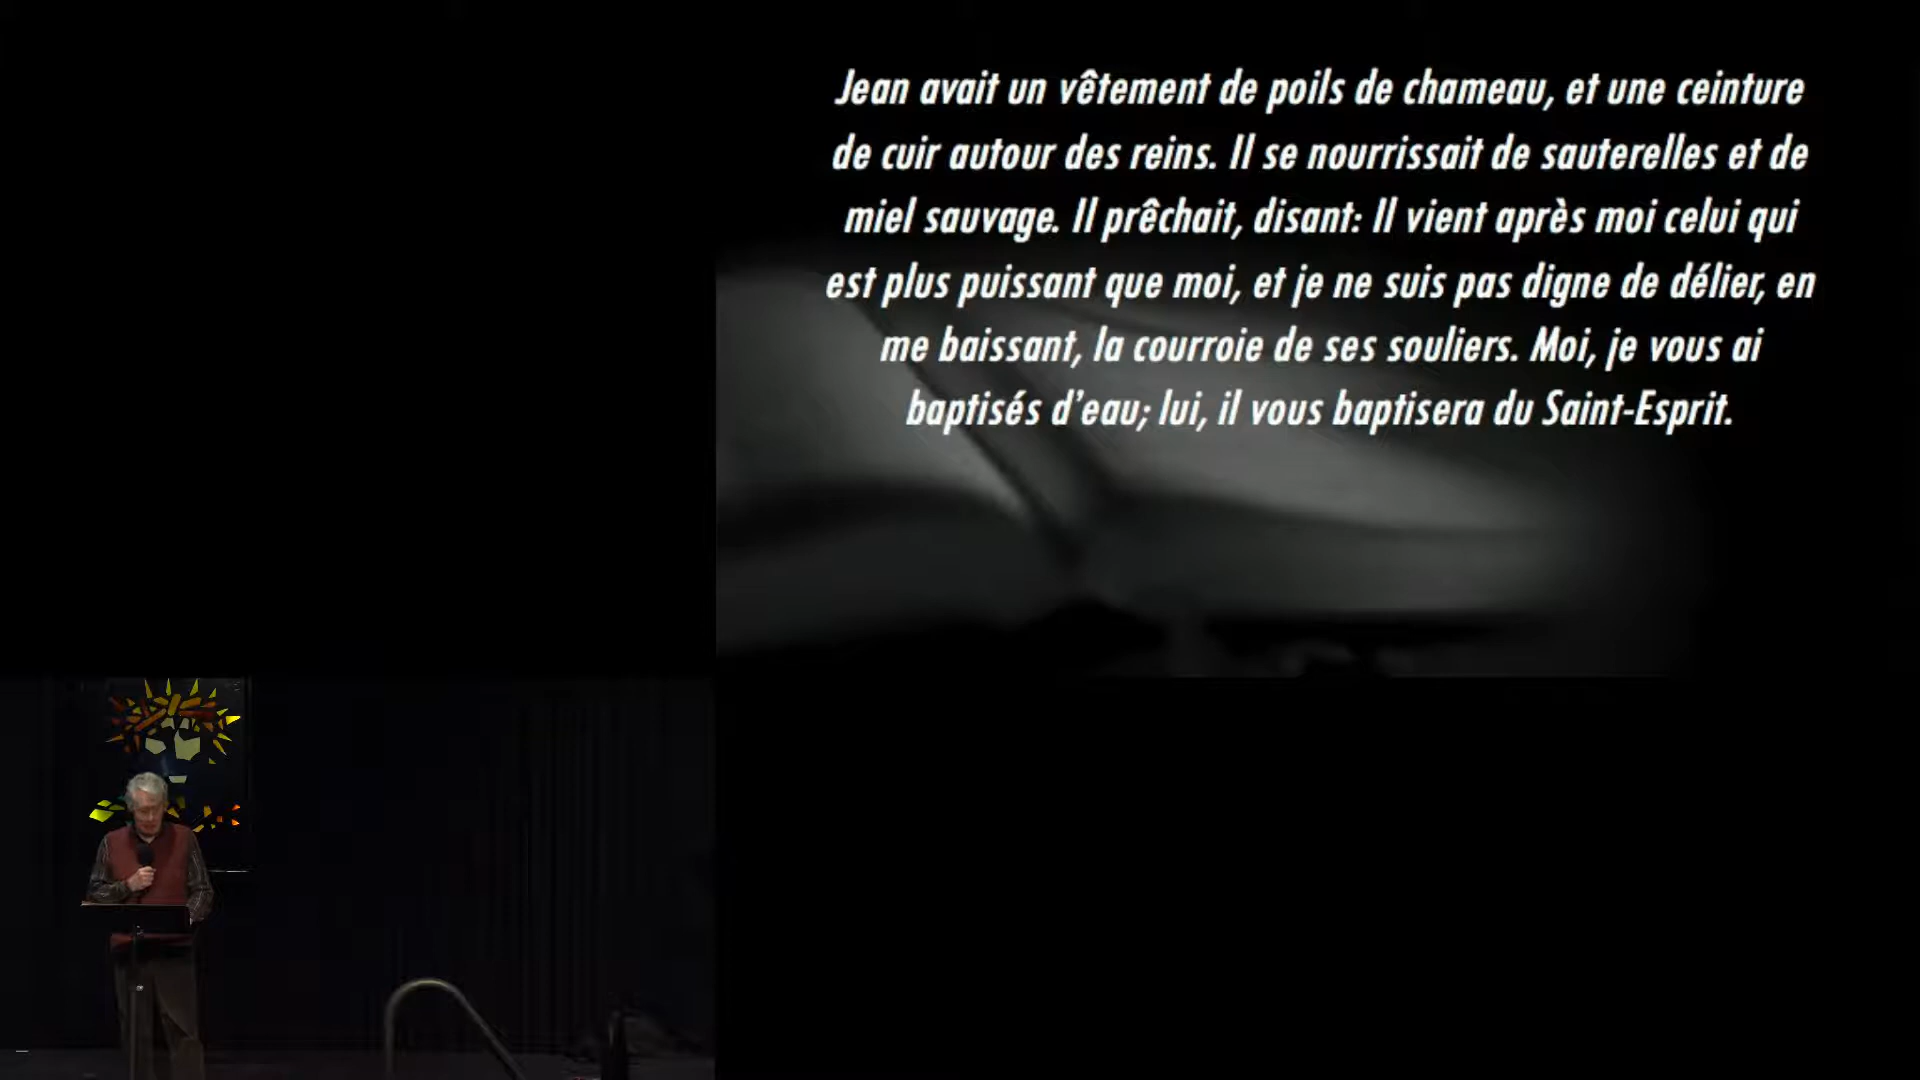 Jean avait un vêtement de poils de chameau, et une ceinture
de cuir autour des reins. Il se nourrissait de sauterelles et de
miel sauvage. Il prêchait, disant: Il vient après moi celui qui
est plus puissant que moi, et je ne suis pas digne de délier, en
me baissant, la courroie de ses souliers. Moi, je vous ai
baptisés d’eau; lui, il vous baptisera du Saint-Esprit.